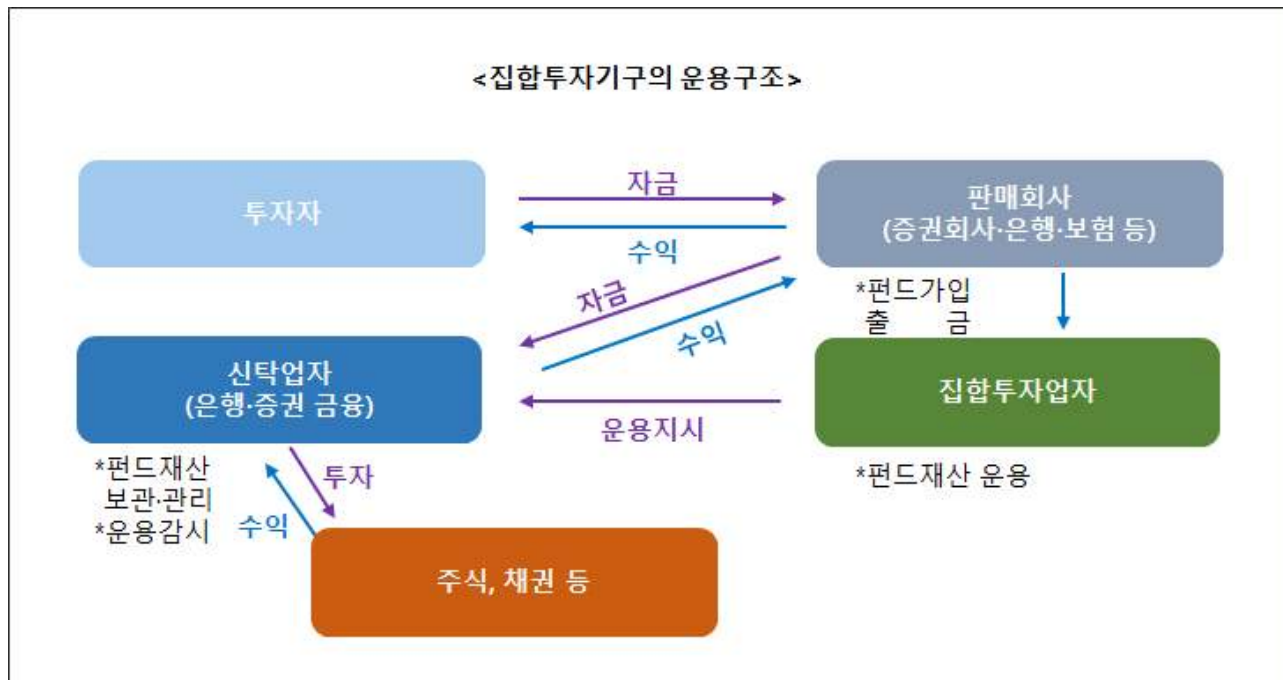 <집합투자기구의 운용구조>
투자자
자금
수익
판매회사
(증권회사·은행·보험 등)
*펀드가입
출 금
자금
수익
신탁업자
(은행·증권 금융)
운용지시
집합투자업자
*펀드재산
보관·관리
*운용감시
투자
수익
*펀드재산 운용
주식, 채권 등